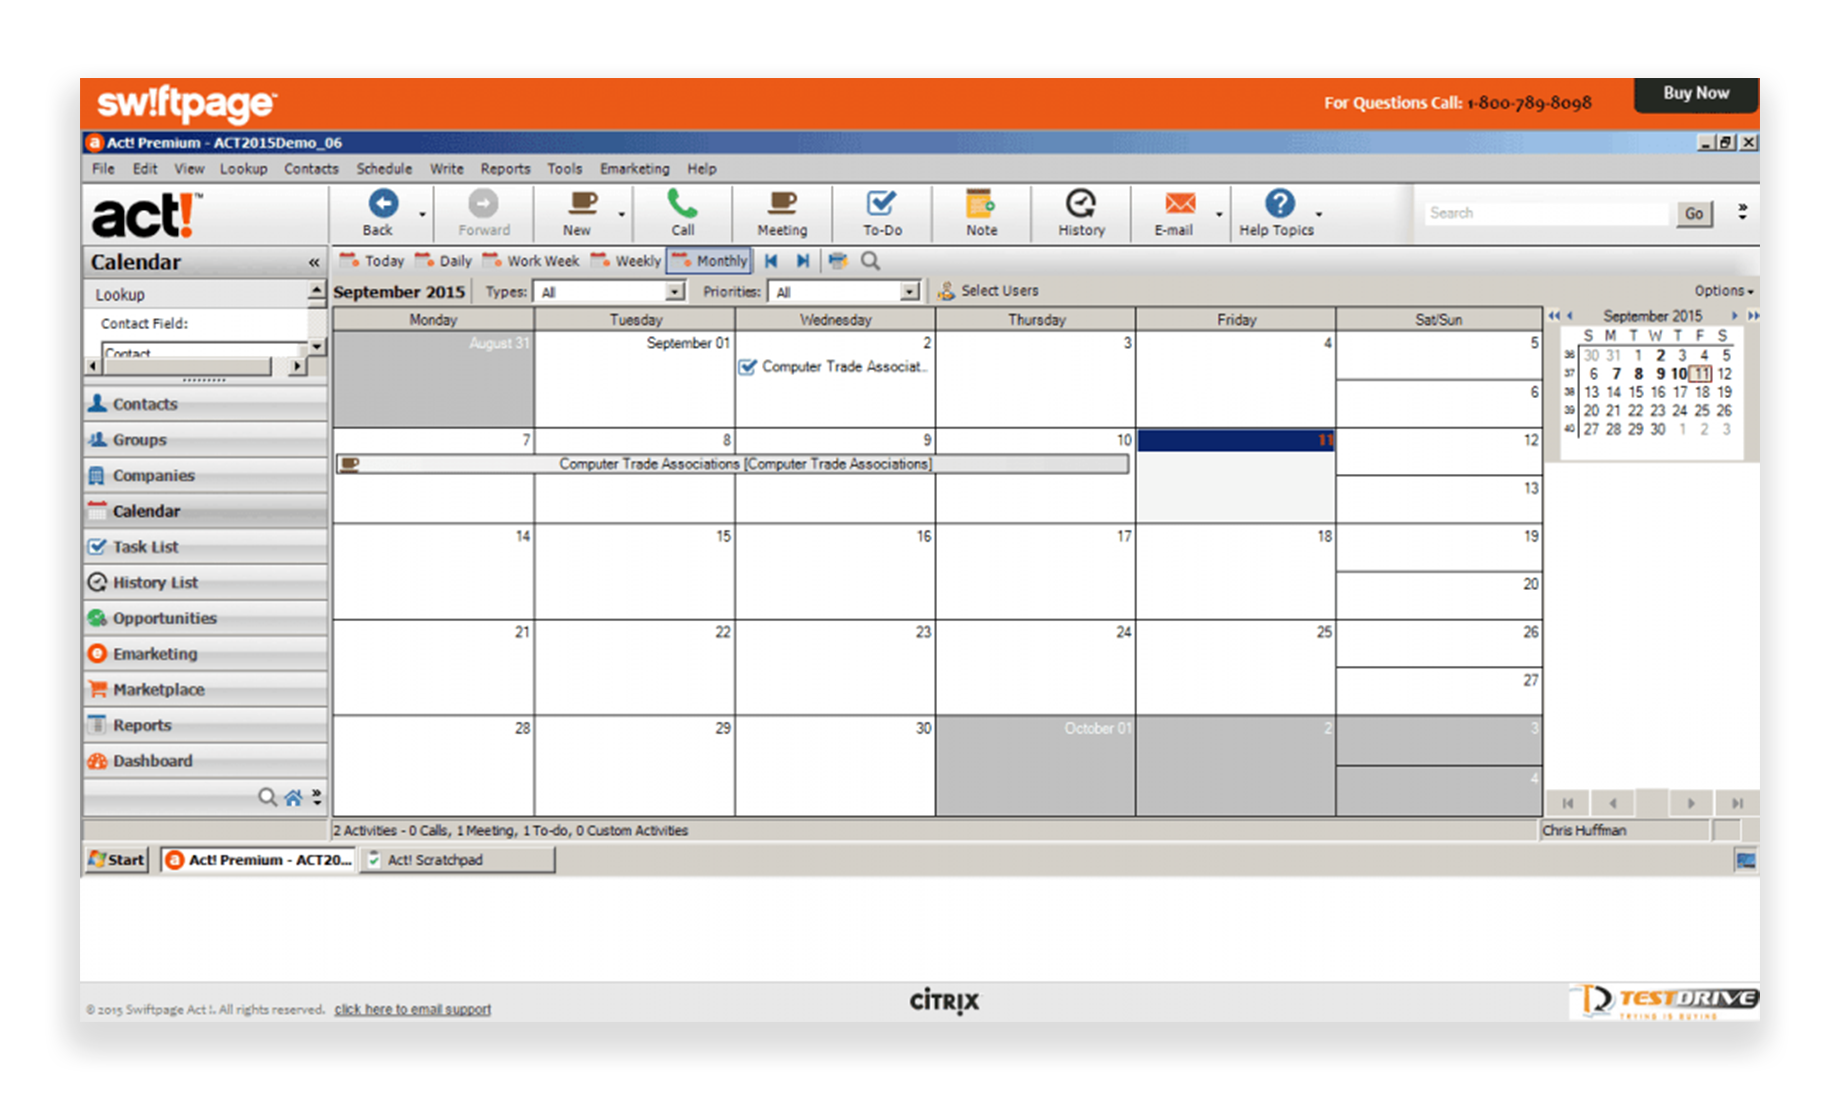 sw!ftpage
For Questions Call: 1-800-789-8098
Buy Now
Act! Premium - ACT2015Demo_06
File Edit View Lookup Contacts Schedule Write Reports Tools Emarketing Help
act!™
Back Forward New Call Meeting To-Do Note History E-mail Help Topics
Search Go
Calendar «
Today Daily Work Week Weekly Monthly
Lookup
September 2015 Types: All Priorities: All Select Users Options
Contact Field:
Contact
Contacts
Groups
Companies
Calendar
Task List
History List
Opportunities
Emarketing
Marketplace
Reports
Dashboard
Monday Tuesday Wednesday Thursday Friday Sat/Sun
August 31 September 01 2 3 4 5
Computer Trade Associat..
6
7 8 9 10 11 12
Computer Trade Associations [Computer Trade Associations]
13
14 15 16 17 18 19
20
21 22 23 24 25 26
27
28 29 30 October 01 2 3
4
September 2015
S M T W T F S
36 30 31 1 2 3 4 5
37 6 7 8 9 10 11 12
38 13 14 15 16 17 18 19
39 20 21 22 23 24 25 26
40 27 28 29 30 1 2 3
2 Activities - 0 Calls, 1 Meeting, 1 To-do, 0 Custom Activities
Chris Huffman
Start Act! Premium - ACT20... Act! Scratchpad
© 2015 Swiftpage Act!. All rights reserved. click here to email support
CITRIX
TESTDRIVE
TRYING IS BUYING